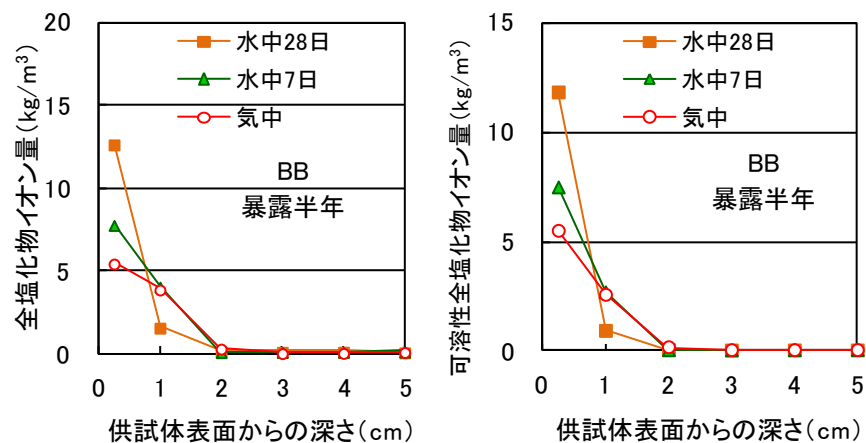 全塩化物イオン量(kg/m³)
20
15
10
5
0
水中28日
水中7日
気中
BB
暴露半年
0 1 2 3 4 5
供試体表面からの深さ(cm)
可溶性全塩化物イオン量(kg/m³)
15
10
5
0
水中28日
水中7日
気中
BB
暴露半年
0 1 2 3 4 5
供試体表面からの深さ(cm)